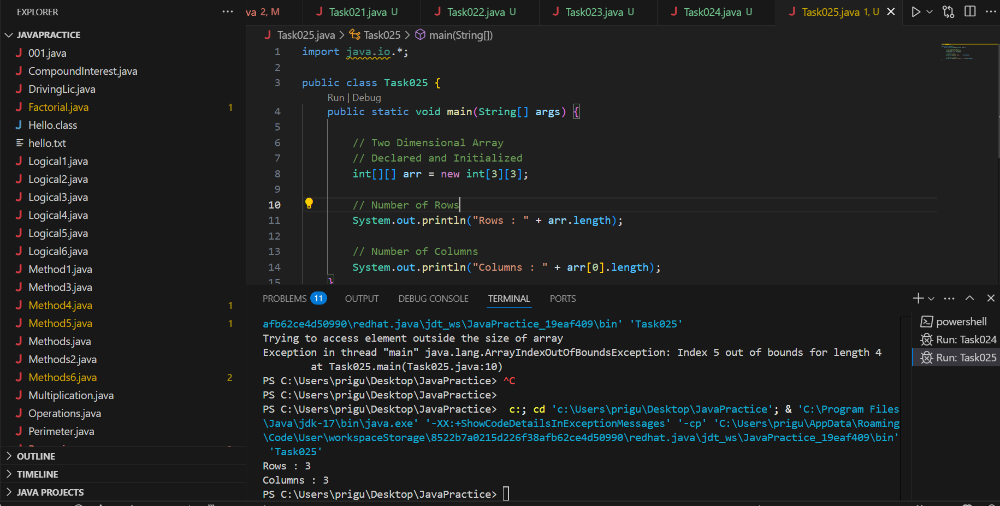 EXPLORER
JAVAPRACTICE
001.java
CompoundInterest.java
DrivingLic.java
Factorial.java 1
Hello.class
hello.txt
Logical1.java
Logical2.java
Logical3.java
Logical4.java
Logical5.java
Logical6.java
Method1.java
Method3.java
Method4.java 1
Method5.java 1
Methods.java
Methods2.java
Methods6.java 2
Multiplication.java
Operations.java
Perimeter.java
OUTLINE
TIMELINE
JAVA PROJECTS
va 2, M Task021.java U Task022.java U Task023.java U Task024.java U Task025.java 1, U
Task025.java > Task025 > main(String[])
1 import java.io.*;
2
3 public class Task025 {
Run | Debug
4 public static void main(String[] args) {
5
6 // Two Dimensional Array
7 // Declared and Initialized
8 int[][] arr = new int[3][3];
9
10 // Number of Rows
11 System.out.println("Rows : " + arr.length);
12
13 // Number of Columns
14 System.out.println("Columns : " + arr[0].length);
15 }
PROBLEMS 11 OUTPUT DEBUG CONSOLE TERMINAL PORTS
afb62ce4d50990\redhat.java\jdt_ws\JavaPractice_19eaf409\bin' 'Task025'
Trying to access element outside the size of array
Exception in thread "main" java.lang.ArrayIndexOutOfBoundsException: Index 5 out of bounds for length 4
at Task025.main(Task025.java:10)
PS C:\Users\prigu\Desktop\JavaPractice> ^C
PS C:\Users\prigu\Desktop\JavaPractice>
PS C:\Users\prigu\Desktop\JavaPractice> c:; cd 'c:\Users\prigu\Desktop\JavaPractice'; & 'C:\Program Files
\Java\jdk-17\bin\java.exe' '-XX:+ShowCodeDetailsInExceptionMessages' '-cp' 'C:\Users\prigu\AppData\Roaming
\Code\User\workspaceStorage\8522b7a0215d226f38afb62ce4d50990\redhat.java\jdt_ws\JavaPractice_19eaf409\bin'
'Task025'
Rows : 3
Columns : 3
PS C:\Users\prigu\Desktop\JavaPractice>
powershell
Run: Task024
Run: Task025